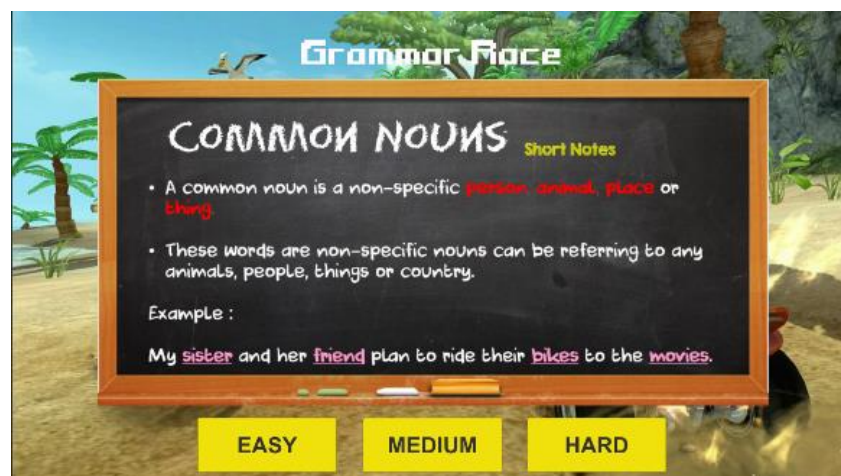 Grammar Race
COMMON NOUNS Short Notes
• A common noun is a non-specific person, animal, place or
thing.
• These words are non-specific nouns can be referring to any
animals, people, things or country.
Example :
My sister and her friend plan to ride their bikes to the movies.
EASY MEDIUM HARD